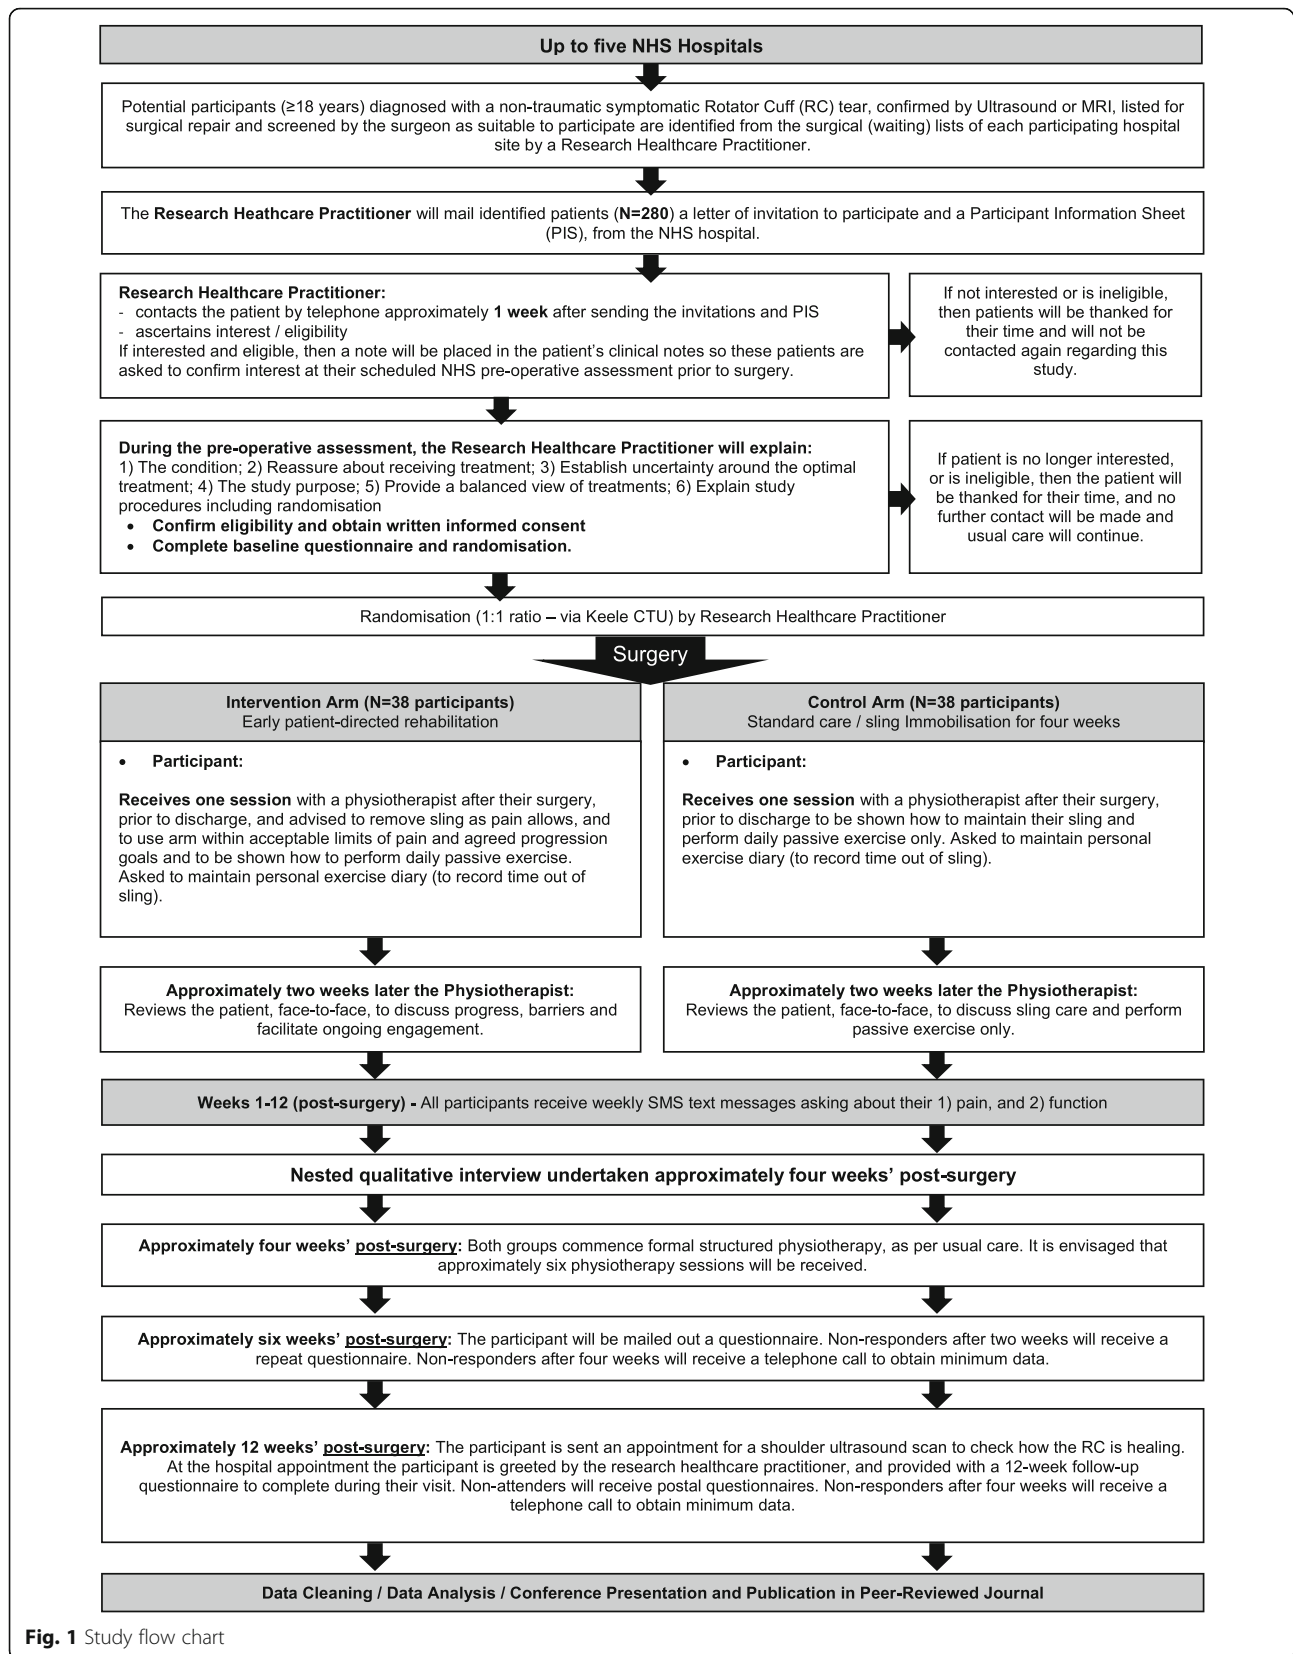 Up to five NHS Hospitals
Potential participants (≥18 years) diagnosed with a non-traumatic symptomatic Rotator Cuff (RC) tear, confirmed by Ultrasound or MRI, listed for
surgical repair and screened by the surgeon as suitable to participate are identified from the surgical (waiting) lists of each participating hospital
site by a Research Healthcare Practitioner.
The Research Heathcare Practitioner will mail identified patients (N=280) a letter of invitation to participate and a Participant Information Sheet
(PIS), from the NHS hospital.
Research Healthcare Practitioner:
- contacts the patient by telephone approximately 1 week after sending the invitations and PIS
- ascertains interest / eligibility
If interested and eligible, then a note will be placed in the patient's clinical notes so these patients are
asked to confirm interest at their scheduled NHS pre-operative assessment prior to surgery.
If not interested or is ineligible,
then patients will be thanked for
their time and will not be
contacted again regarding this
study.
During the pre-operative assessment, the Research Healthcare Practitioner will explain:
1) The condition; 2) Reassure about receiving treatment; 3) Establish uncertainty around the optimal
treatment; 4) The study purpose; 5) Provide a balanced view of treatments; 6) Explain study
procedures including randomisation
• Confirm eligibility and obtain written informed consent
• Complete baseline questionnaire and randomisation.
If patient is no longer interested,
or is ineligible, then the patient will
be thanked for their time, and no
further contact will be made and
usual care will continue.
Randomisation (1:1 ratio – via Keele CTU) by Research Healthcare Practitioner
Surgery
Intervention Arm (N=38 participants)
Early patient-directed rehabilitation
• Participant:
Receives one session with a physiotherapist after their surgery,
prior to discharge, and advised to remove sling as pain allows, and
to use arm within acceptable limits of pain and agreed progression
goals and to be shown how to perform daily passive exercise.
Asked to maintain personal exercise diary (to record time out of
sling).
Control Arm (N=38 participants)
Standard care / sling Immobilisation for four weeks
• Participant:
Receives one session with a physiotherapist after their surgery,
prior to discharge to be shown how to maintain their sling and
perform daily passive exercise only. Asked to maintain personal
exercise diary (to record time out of sling).
Approximately two weeks later the Physiotherapist:
Reviews the patient, face-to-face, to discuss progress, barriers and
facilitate ongoing engagement.
Approximately two weeks later the Physiotherapist:
Reviews the patient, face-to-face, to discuss sling care and perform
passive exercise only.
Weeks 1-12 (post-surgery) - All participants receive weekly SMS text messages asking about their 1) pain, and 2) function
Nested qualitative interview undertaken approximately four weeks' post-surgery
Approximately four weeks' post-surgery: Both groups commence formal structured physiotherapy, as per usual care. It is envisaged that
approximately six physiotherapy sessions will be received.
Approximately six weeks' post-surgery: The participant will be mailed out a questionnaire. Non-responders after two weeks will receive a
repeat questionnaire. Non-responders after four weeks will receive a telephone call to obtain minimum data.
Approximately 12 weeks' post-surgery: The participant is sent an appointment for a shoulder ultrasound scan to check how the RC is healing.
At the hospital appointment the participant is greeted by the research healthcare practitioner, and provided with a 12-week follow-up
questionnaire to complete during their visit. Non-attenders will receive postal questionnaires. Non-responders after four weeks will receive a
telephone call to obtain minimum data.
Data Cleaning / Data Analysis / Conference Presentation and Publication in Peer-Reviewed Journal
Fig. 1 Study flow chart